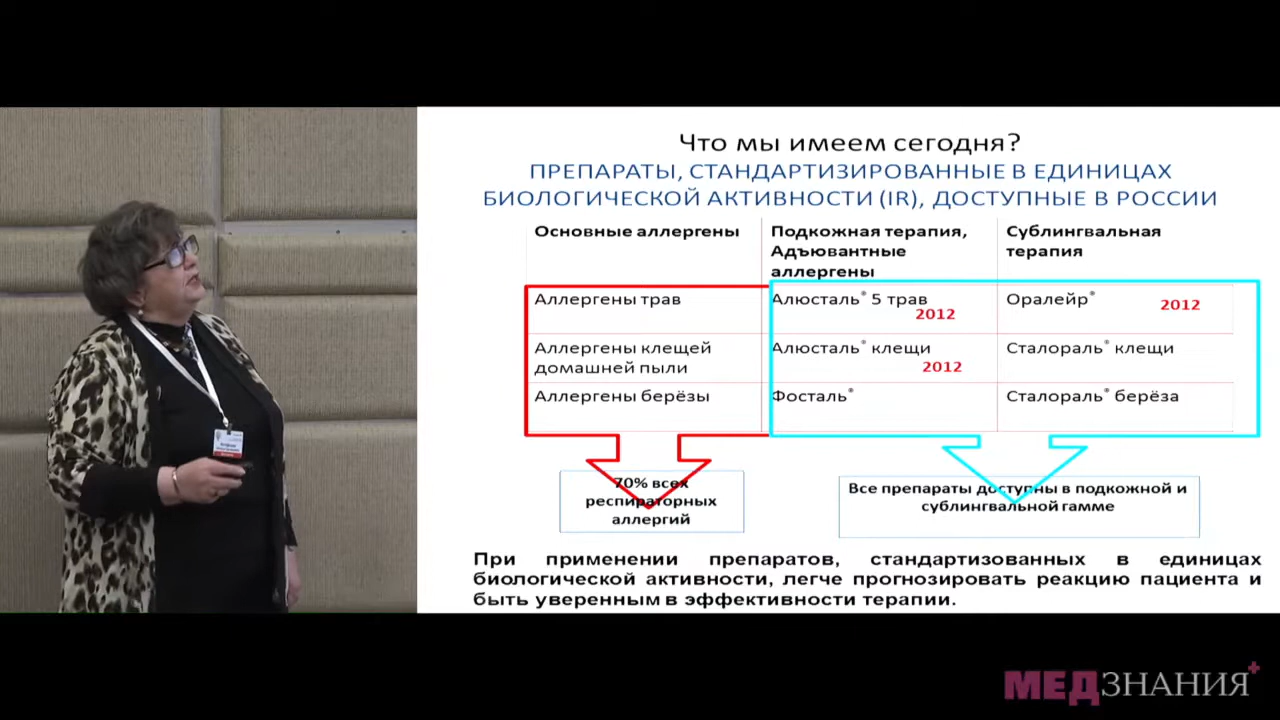 Что мы имеем сегодня?
ПРЕПАРАТЫ, СТАНДАРТИЗИРОВАННЫЕ В ЕДИНИЦАХ
БИОЛОГИЧЕСКОЙ АКТИВНОСТИ (IR), ДОСТУПНЫЕ В РОССИИ
Основные аллергены
Подкожная терапия,
Адъювантные
аллергены
Сублингвальная
терапия
Аллергены трав
Алюсталь® 5 трав
2012
Оралейр®
2012
Аллергены клещей
домашней пыли
Алюсталь® клещи
2012
Сталораль® клещи
Аллергены берёзы
Фосталь®
Сталораль® берёза
70% всех
респираторных
аллергий
Все препараты доступны в подкожной и
сублингвальной гамме
При применении препаратов, стандартизованных в единицах
биологической активности, легче прогнозировать реакцию пациента и
быть уверенным в эффективности терапии.
МЕДЗНАНИЯ+